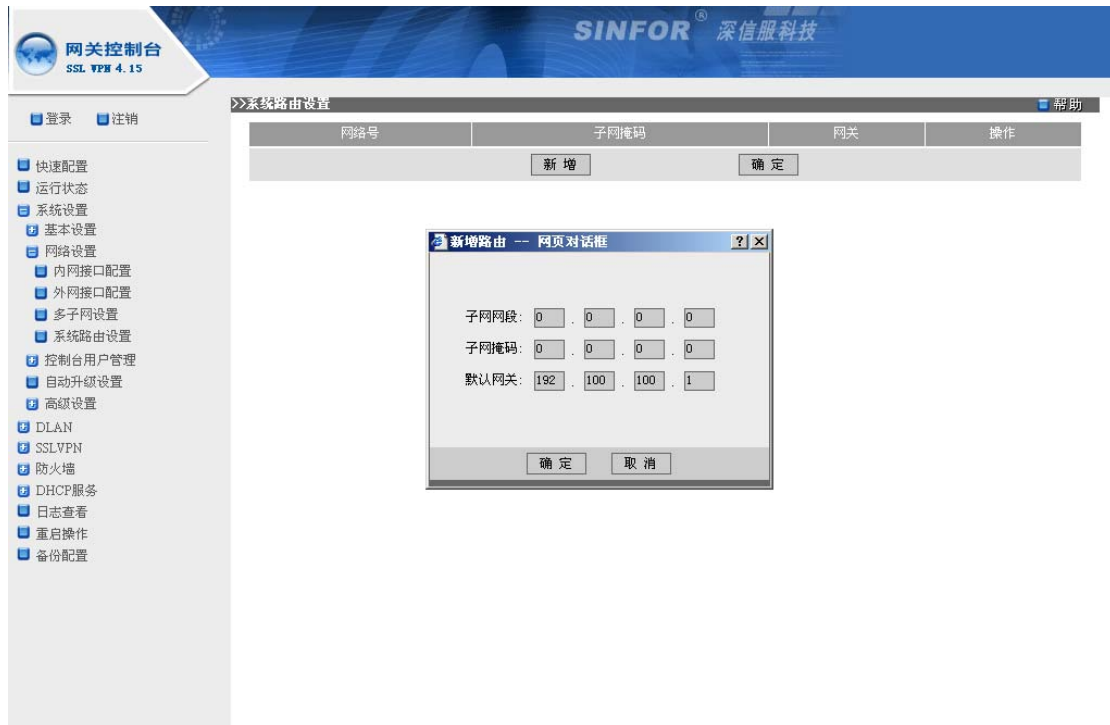 SINFOR® 深信服科技
网关控制台
SSL VPN 4.15
登录 注销
>>系统路由设置 帮助
网络号 子网掩码 网关 操作
新增 确定
快速配置
运行状态
系统设置
基本设置
网络设置
内网接口配置
外网接口配置
多子网设置
系统路由设置
控制台用户管理
自动升级设置
高级设置
DLAN
SSLVPN
防火墙
DHCP服务
日志查看
重启操作
备份配置
新增路由 -- 网页对话框
子网网段: 0 . 0 . 0 . 0
子网掩码: 0 . 0 . 0 . 0
默认网关: 192 . 100 . 100 . 1
确定 取消